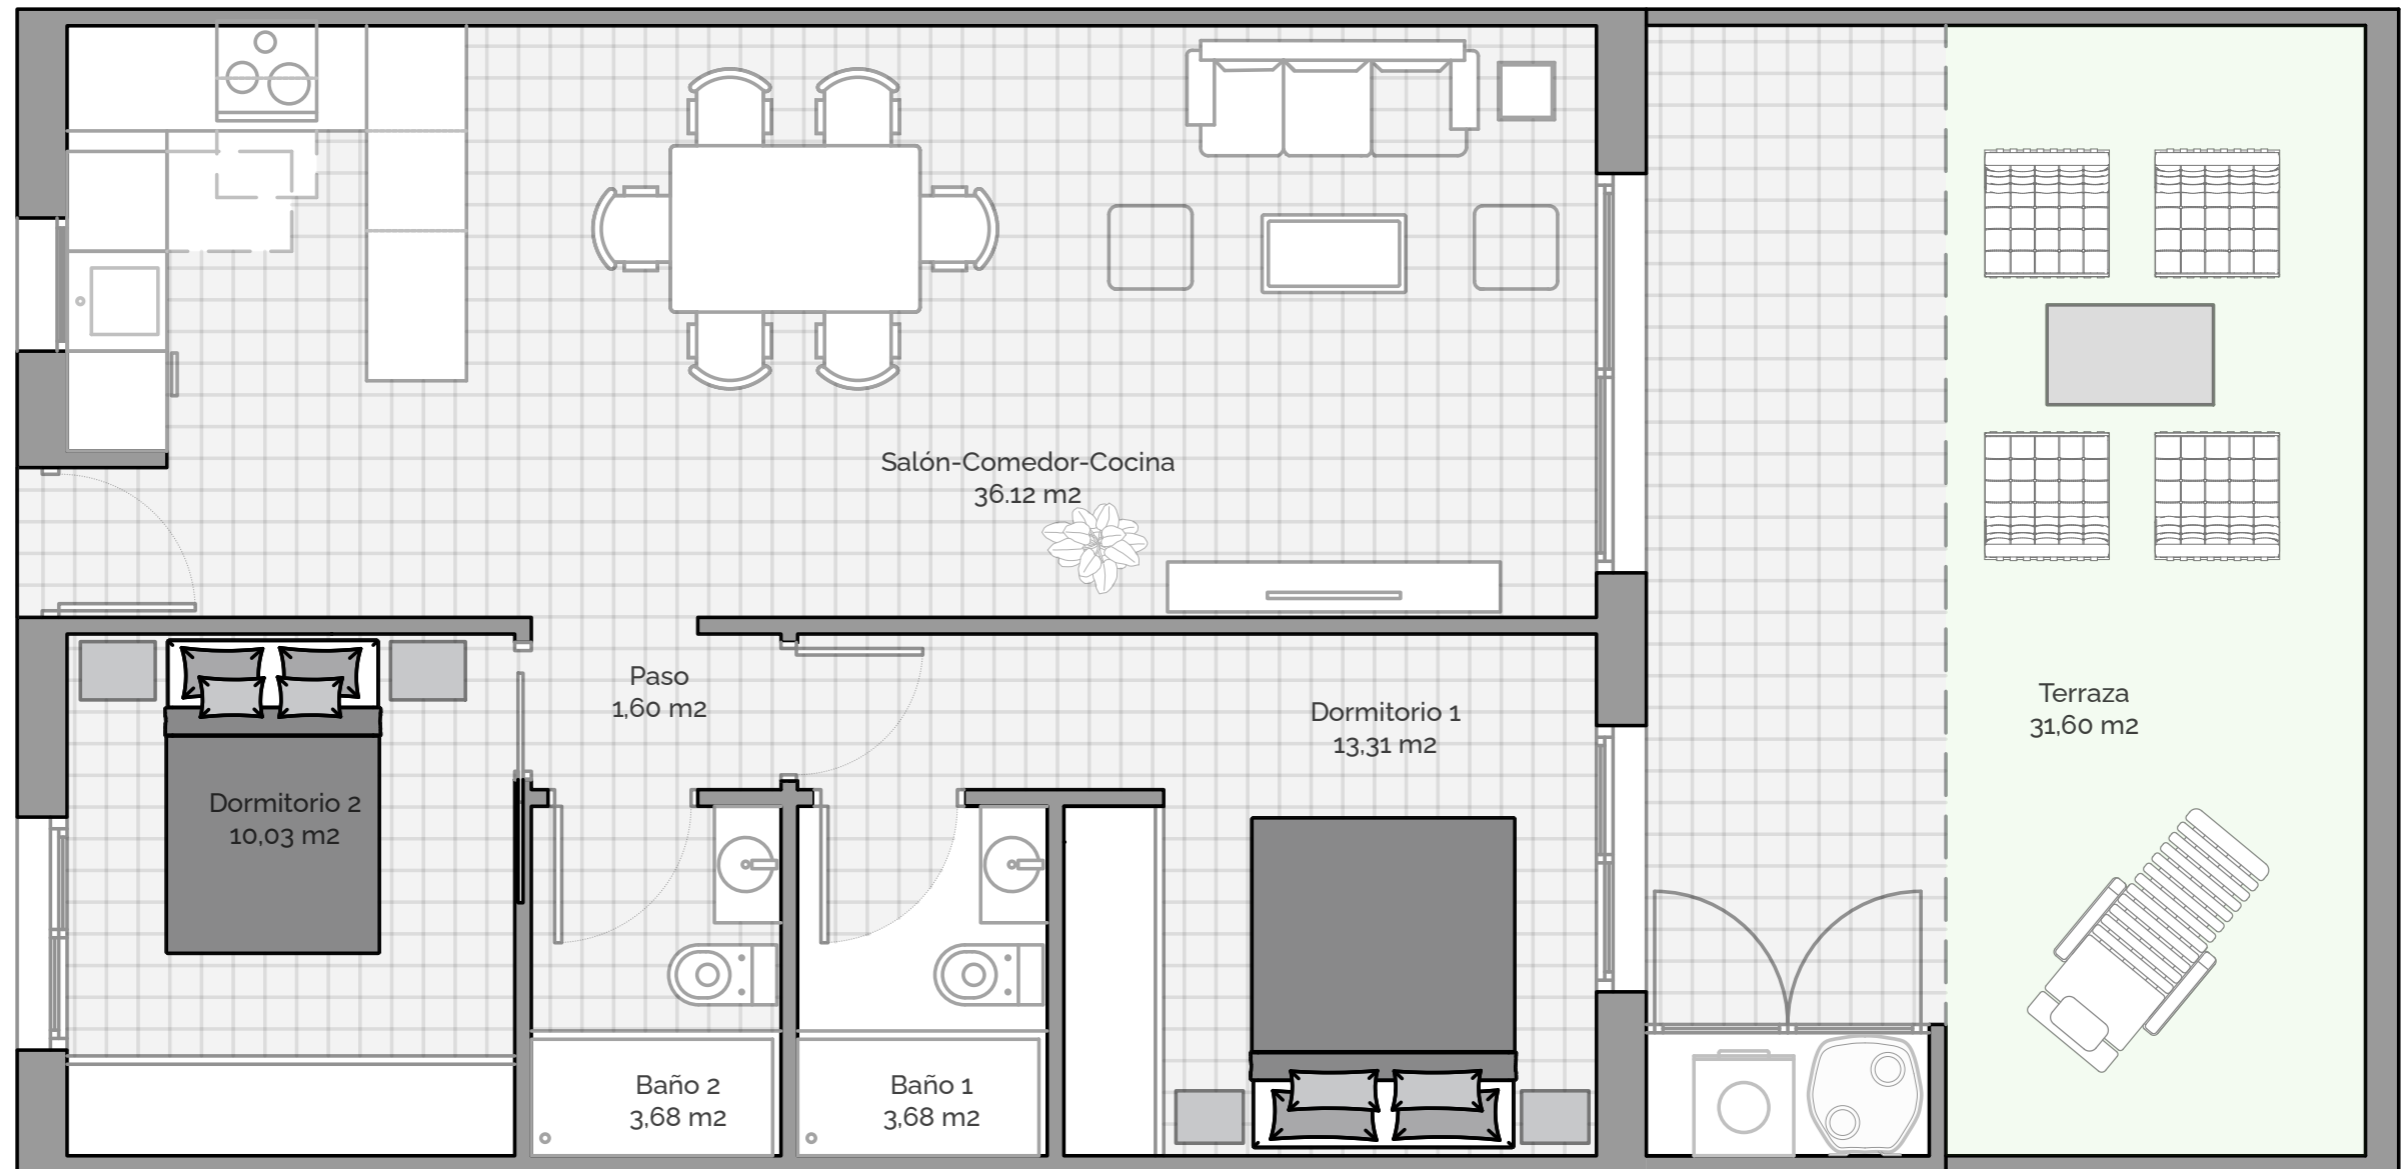 Salón-Comedor-Cocina
36.12 m2
Paso
1,60 m2
Dormitorio 1
13,31 m2
Terraza
31,60 m2
Dormitorio 2
10,03 m2
Baño 2
3,68 m2
Baño 1
3,68 m2